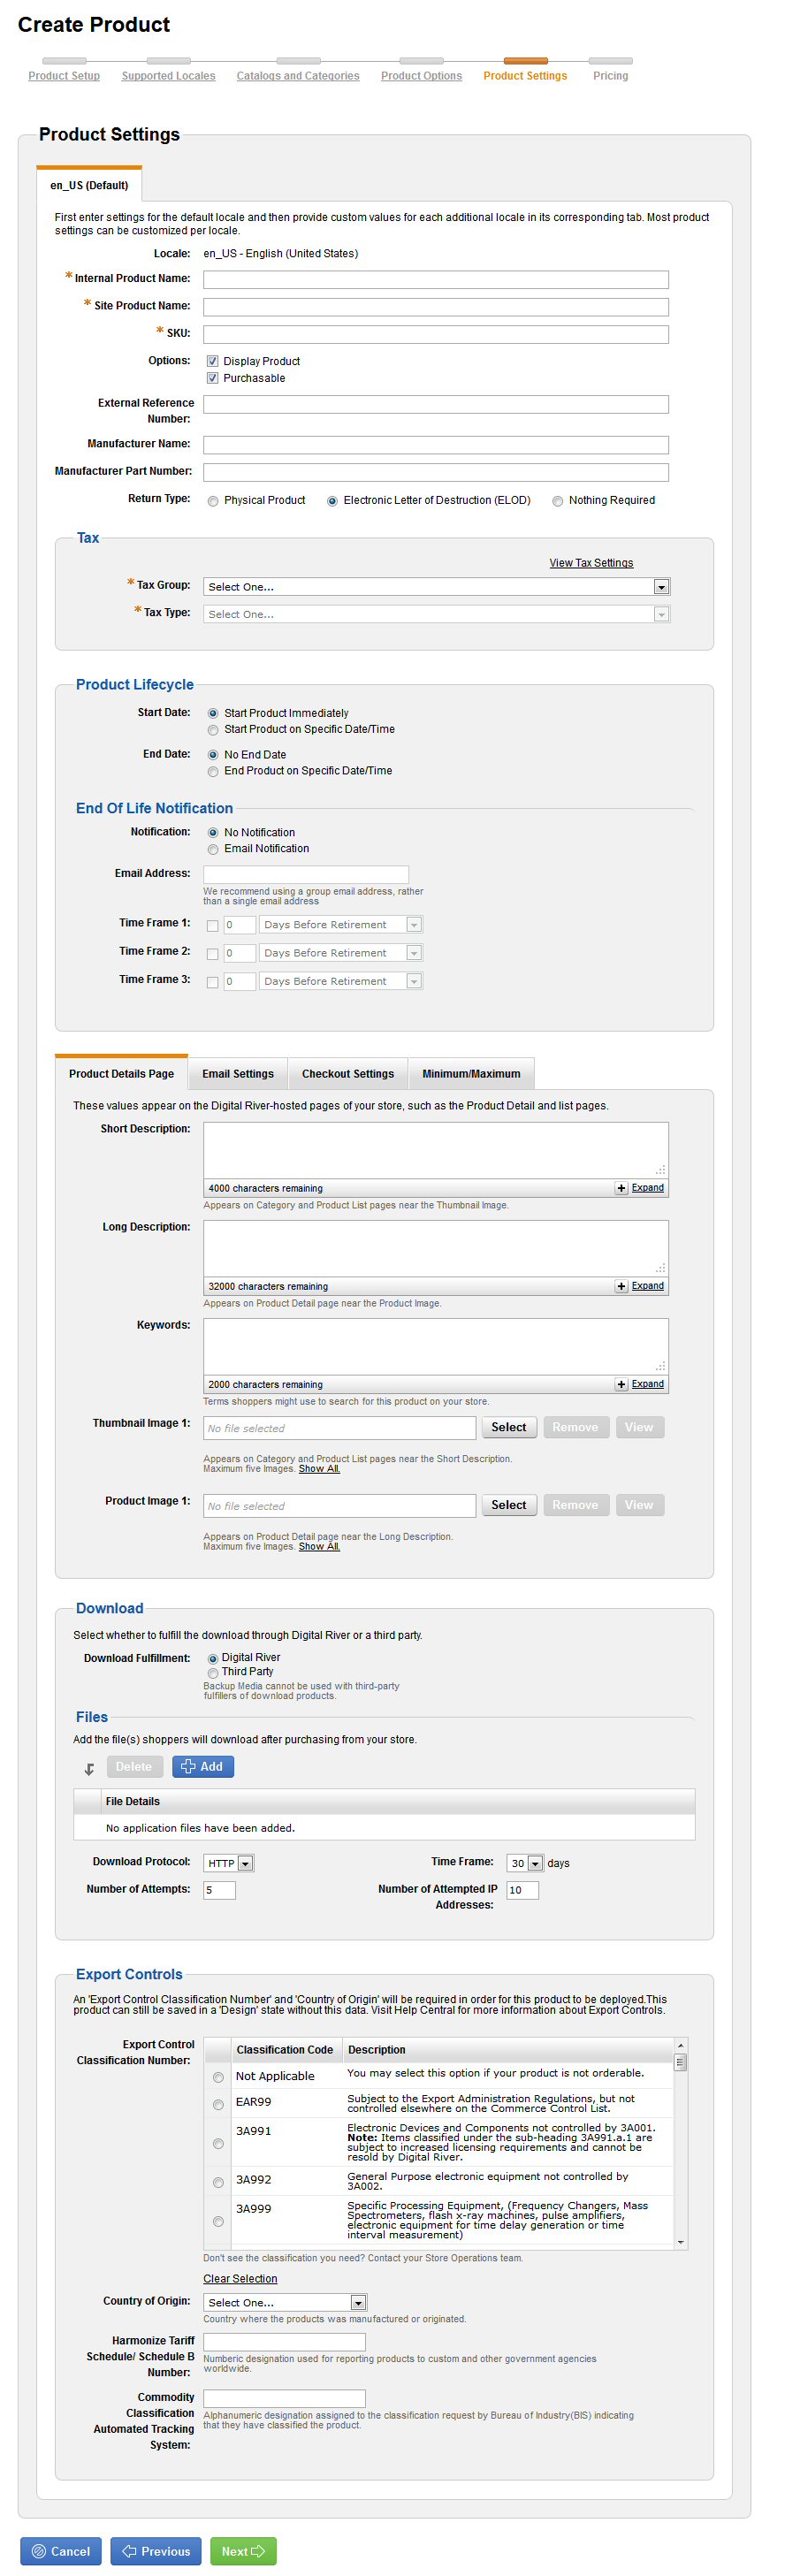 Create Product
Product Setup Supported Locales Catalogs and Categories Product Options Product Settings Pricing
Product Settings
en_US (Default)
First enter settings for the default locale and then provide custom values for each additional locale in its corresponding tab. Most product
settings can be customized per locale.
Locale: en_US - English (United States)
* Internal Product Name:
* Site Product Name:
* SKU:
Options: Display Product
Purchasable
External Reference
Number:
Manufacturer Name:
Manufacturer Part Number:
Return Type: Physical Product Electronic Letter of Destruction (ELOD) Nothing Required
Tax
View Tax Settings
* Tax Group: Select One...
* Tax Type: Select One...
Product Lifecycle
Start Date: Start Product Immediately
Start Product on Specific Date/Time
End Date: No End Date
End Product on Specific Date/Time
End Of Life Notification
Notification: No Notification
Email Notification
Email Address:
We recommend using a group email address, rather
than a single email address
Time Frame 1: 0 Days Before Retirement
Time Frame 2: 0 Days Before Retirement
Time Frame 3: 0 Days Before Retirement
Product Details Page Email Settings Checkout Settings Minimum/Maximum
These values appear on the Digital River-hosted pages of your store, such as the Product Detail and list pages.
Short Description:
4000 characters remaining Expand
Appears on Category and Product List pages near the Thumbnail Image.
Long Description:
32000 characters remaining Expand
Appears on Product Detail page near the Product Image.
Keywords:
2000 characters remaining Expand
Terms shoppers might use to search for this product on your store.
Thumbnail Image 1: No file selected Select Remove View
Appears on Category and Product List pages near the Short Description.
Maximum five Images. Show All.
Product Image 1: No file selected Select Remove View
Appears on Product Detail page near the Long Description.
Maximum five Images. Show All.
Download
Select whether to fulfill the download through Digital River or a third party.
Download Fulfillment: Digital River
Third Party
Backup Media cannot be used with third-party
fulfillers of download products.
Files
Add the file(s) shoppers will download after purchasing from your store.
Delete Add
File Details
No application files have been added.
Download Protocol: HTTP Time Frame: 30 days
Number of Attempts: 5 Number of Attempted IP
Addresses: 10
Export Controls
An 'Export Control Classification Number' and 'Country of Origin' will be required in order for this product to be deployed.This
product can still be saved in a 'Design' state without this data. Visit Help Central for more information about Export Controls.
Export Control
Classification Number:
Classification Code Description
Not Applicable You may select this option if your product is not orderable.
EAR99 Subject to the Export Administration Regulations, but not
controlled elsewhere on the Commerce Control List.
3A991 Electronic Devices and Components not controlled by 3A001.
Note: Items classified under the sub-heading 3A991.a.1 are
subject to increased licensing requirements and cannot be
resold by Digital River.
3A992 General Purpose electronic equipment not controlled by
3A002.
3A999 Specific Processing Equipment, (Frequency Changers, Mass
Spectrometers, flash x-ray machines, pulse amplifiers,
electronic equipment for time delay generation or time
interval measurement)
Don't see the classification you need? Contact your Store Operations team.
Clear Selection
Country of Origin: Select One...
Country where the products was manufactured or originated.
Harmonize Tariff
Schedule/ Schedule B
Number:
Numberic designation used for reporting products to custom and other government agencies
worldwide.
Commodity
Classification
Automated Tracking
System:
Alphanumeric designation assigned to the classification request by Bureau of Industry(BIS) indicating
that they have classified the product.
Cancel Previous Next